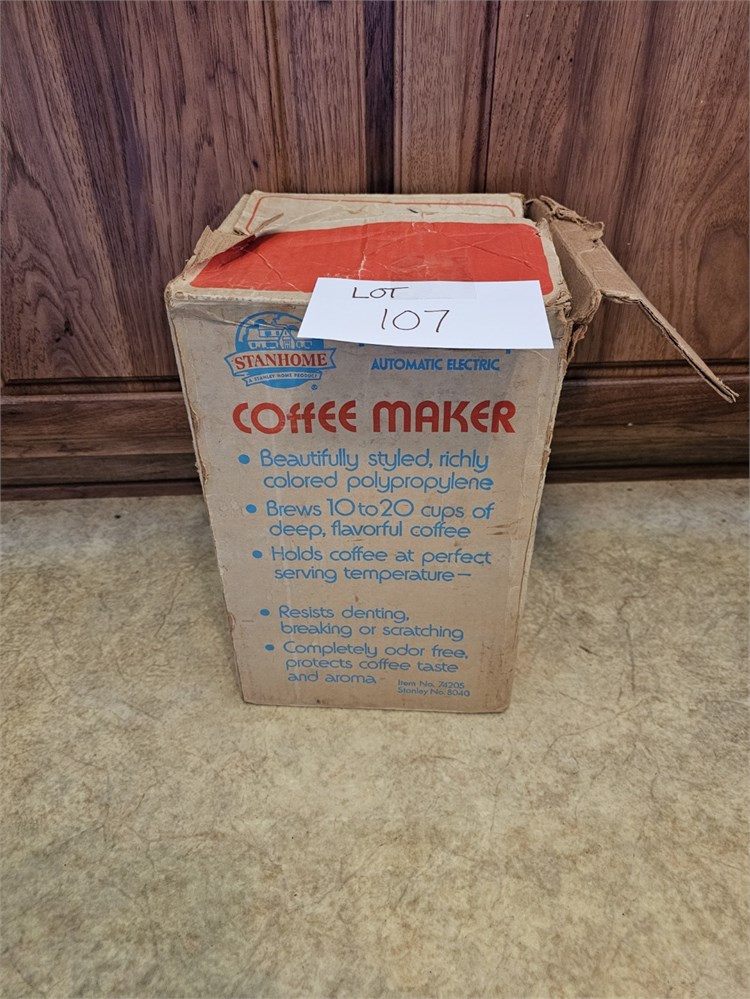 LOT
107
STANHOME
A STANLEY HOME PRODUCT
AUTOMATIC ELECTRIC
COffEE MAKER
• Beautifully styled, richly
colored polypropylene
• Brews 10 to 20 cups of
deep, flavorful coffee
• Holds coffee at perfect
serving temperature—
• Resists denting,
breaking or scratching
• Completely odor free,
protects coffee taste
and aroma
Item No. 74205
Stanley No. 8040